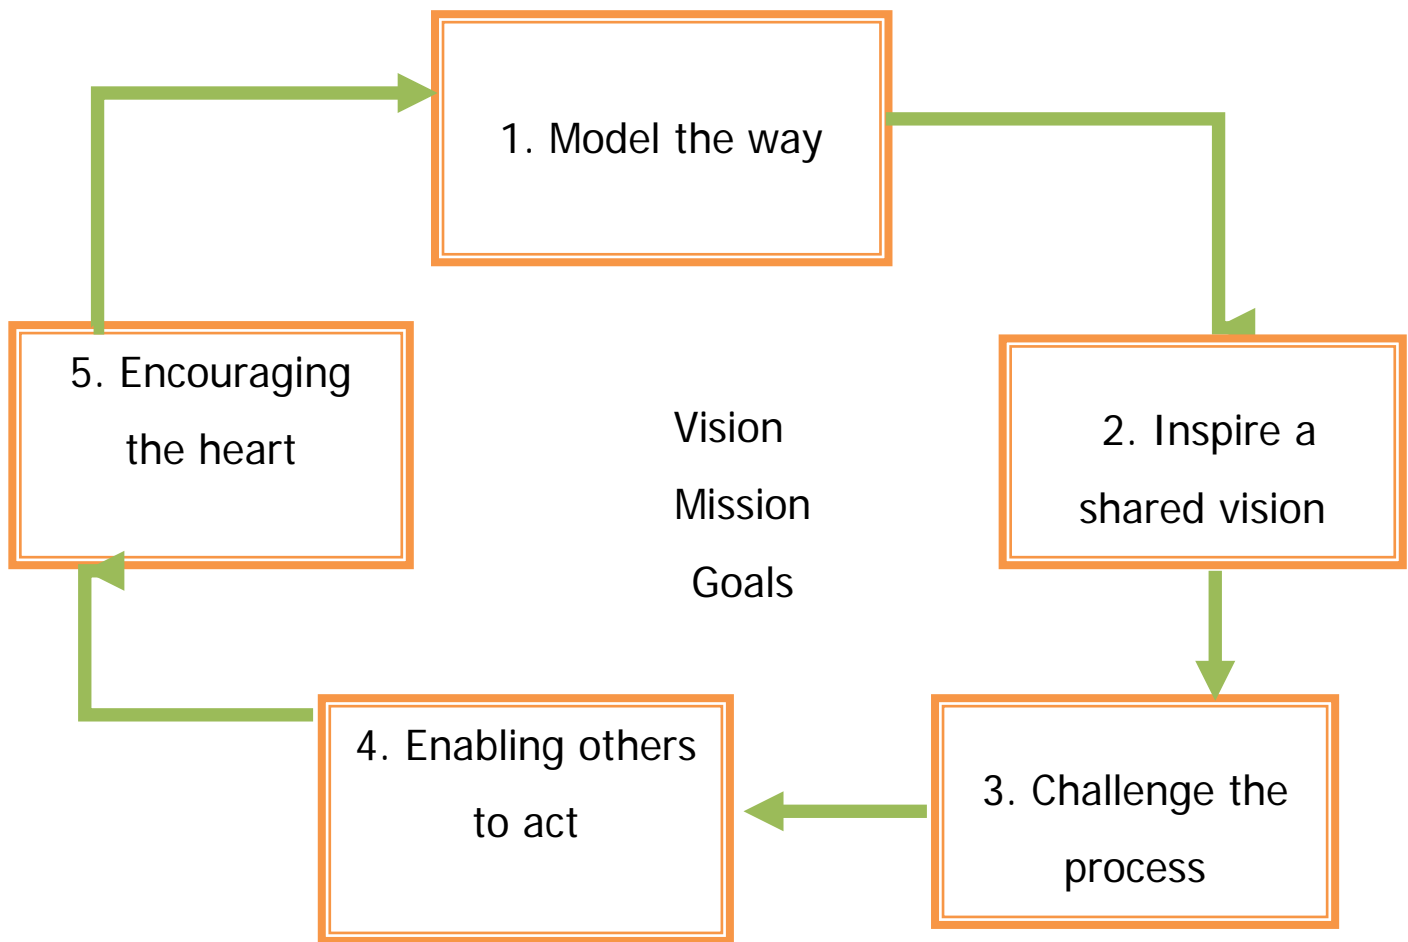 1. Model the way
2. Inspire a
shared vision
3. Challenge the
process
4. Enabling others
to act
5. Encouraging
the heart
Vision
Mission
Goals